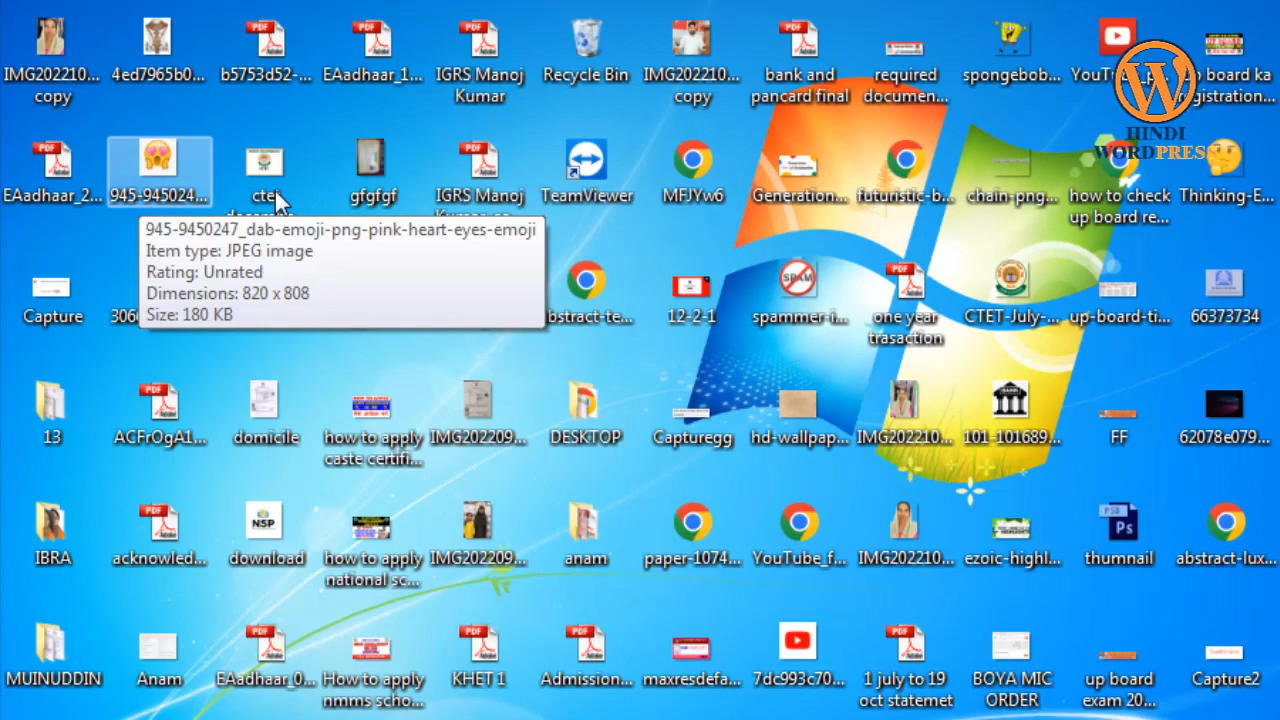 IMG202210... copy
4ed7965b0...
b5753d52-...
EAadhaar_1...
IGRS Manoj Kumar
Recycle Bin
IMG202210... copy
bank and pancard final
required documen...
spongebob...
up board ka registration...
HINDI
WORDPRESS
EAadhaar_2...
945-945024...
ctet
gfgfgf
IGRS Manoj
TeamViewer
MFJYw6
Generation...
futuristic-b...
chain-png...
how to check up board re...
Thinking-E...
945-9450247_dab-emoji-png-pink-heart-eyes-emoji
Item type: JPEG image
Rating: Unrated
Dimensions: 820 x 808
Size: 180 KB
Capture
12-2-1
spammer-i...
one year trasaction
CTET-July-...
up-board-ti...
66373734
13
ACFrOgA1...
domicile
how to apply caste certifi...
IMG202209...
DESKTOP
Capturegg
hd-wallpap...
IMG202210...
101-101689...
FF
62078e079...
IBRA
acknowled...
download
how to apply national sc...
IMG202209...
anam
paper-1074...
YouTube_f...
IMG202210...
ezoic-highl...
thumnail
abstract-lux...
MUINUDDIN
Anam
EAadhaar_0...
How to apply nmms scho...
KHET 1
Admission...
maxresdefa...
7dc993c70...
1 july to 19 oct statemet
BOYA MIC ORDER
up board exam 20...
Capture2